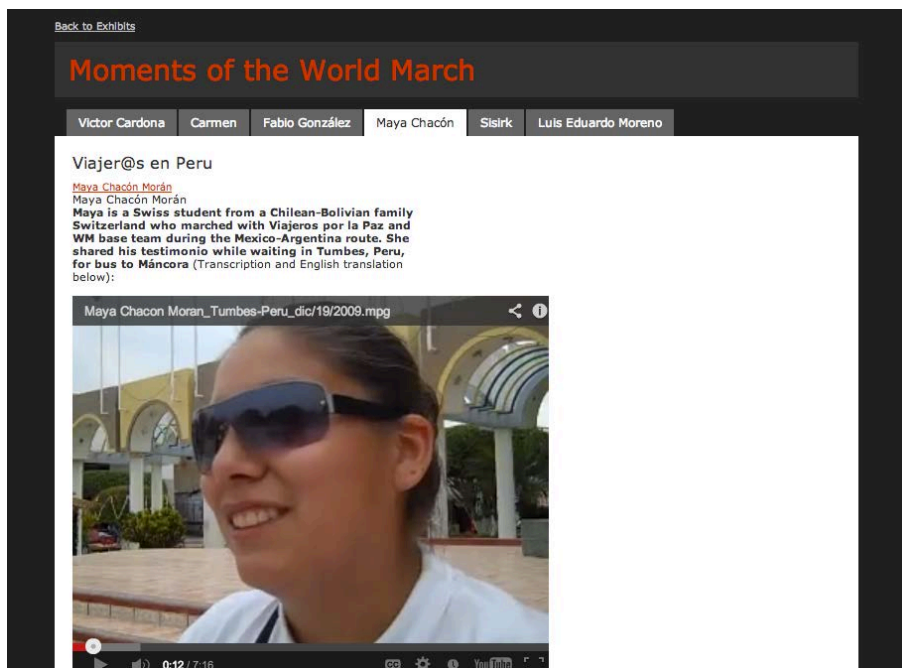 Back to Exhibits
Moments of the World March
Victor Cardona Carmen Fabio González Maya Chacón Sisirk Luis Eduardo Moreno
Viajer@s en Peru
Maya Chacón Morán
Maya Chacón Morán
Maya is a Swiss student from a Chilean-Bolivian family
Switzerland who marched with Viajeros por la Paz and
WM base team during the Mexico-Argentina route. She
shared his testimonio while waiting in Tumbes, Peru,
for bus to Máncora (Transcription and English translation
below):
Maya Chacon Moran_Tumbes-Peru_dic/19/2009.mpg
0:12 / 7:16 CC YouTube